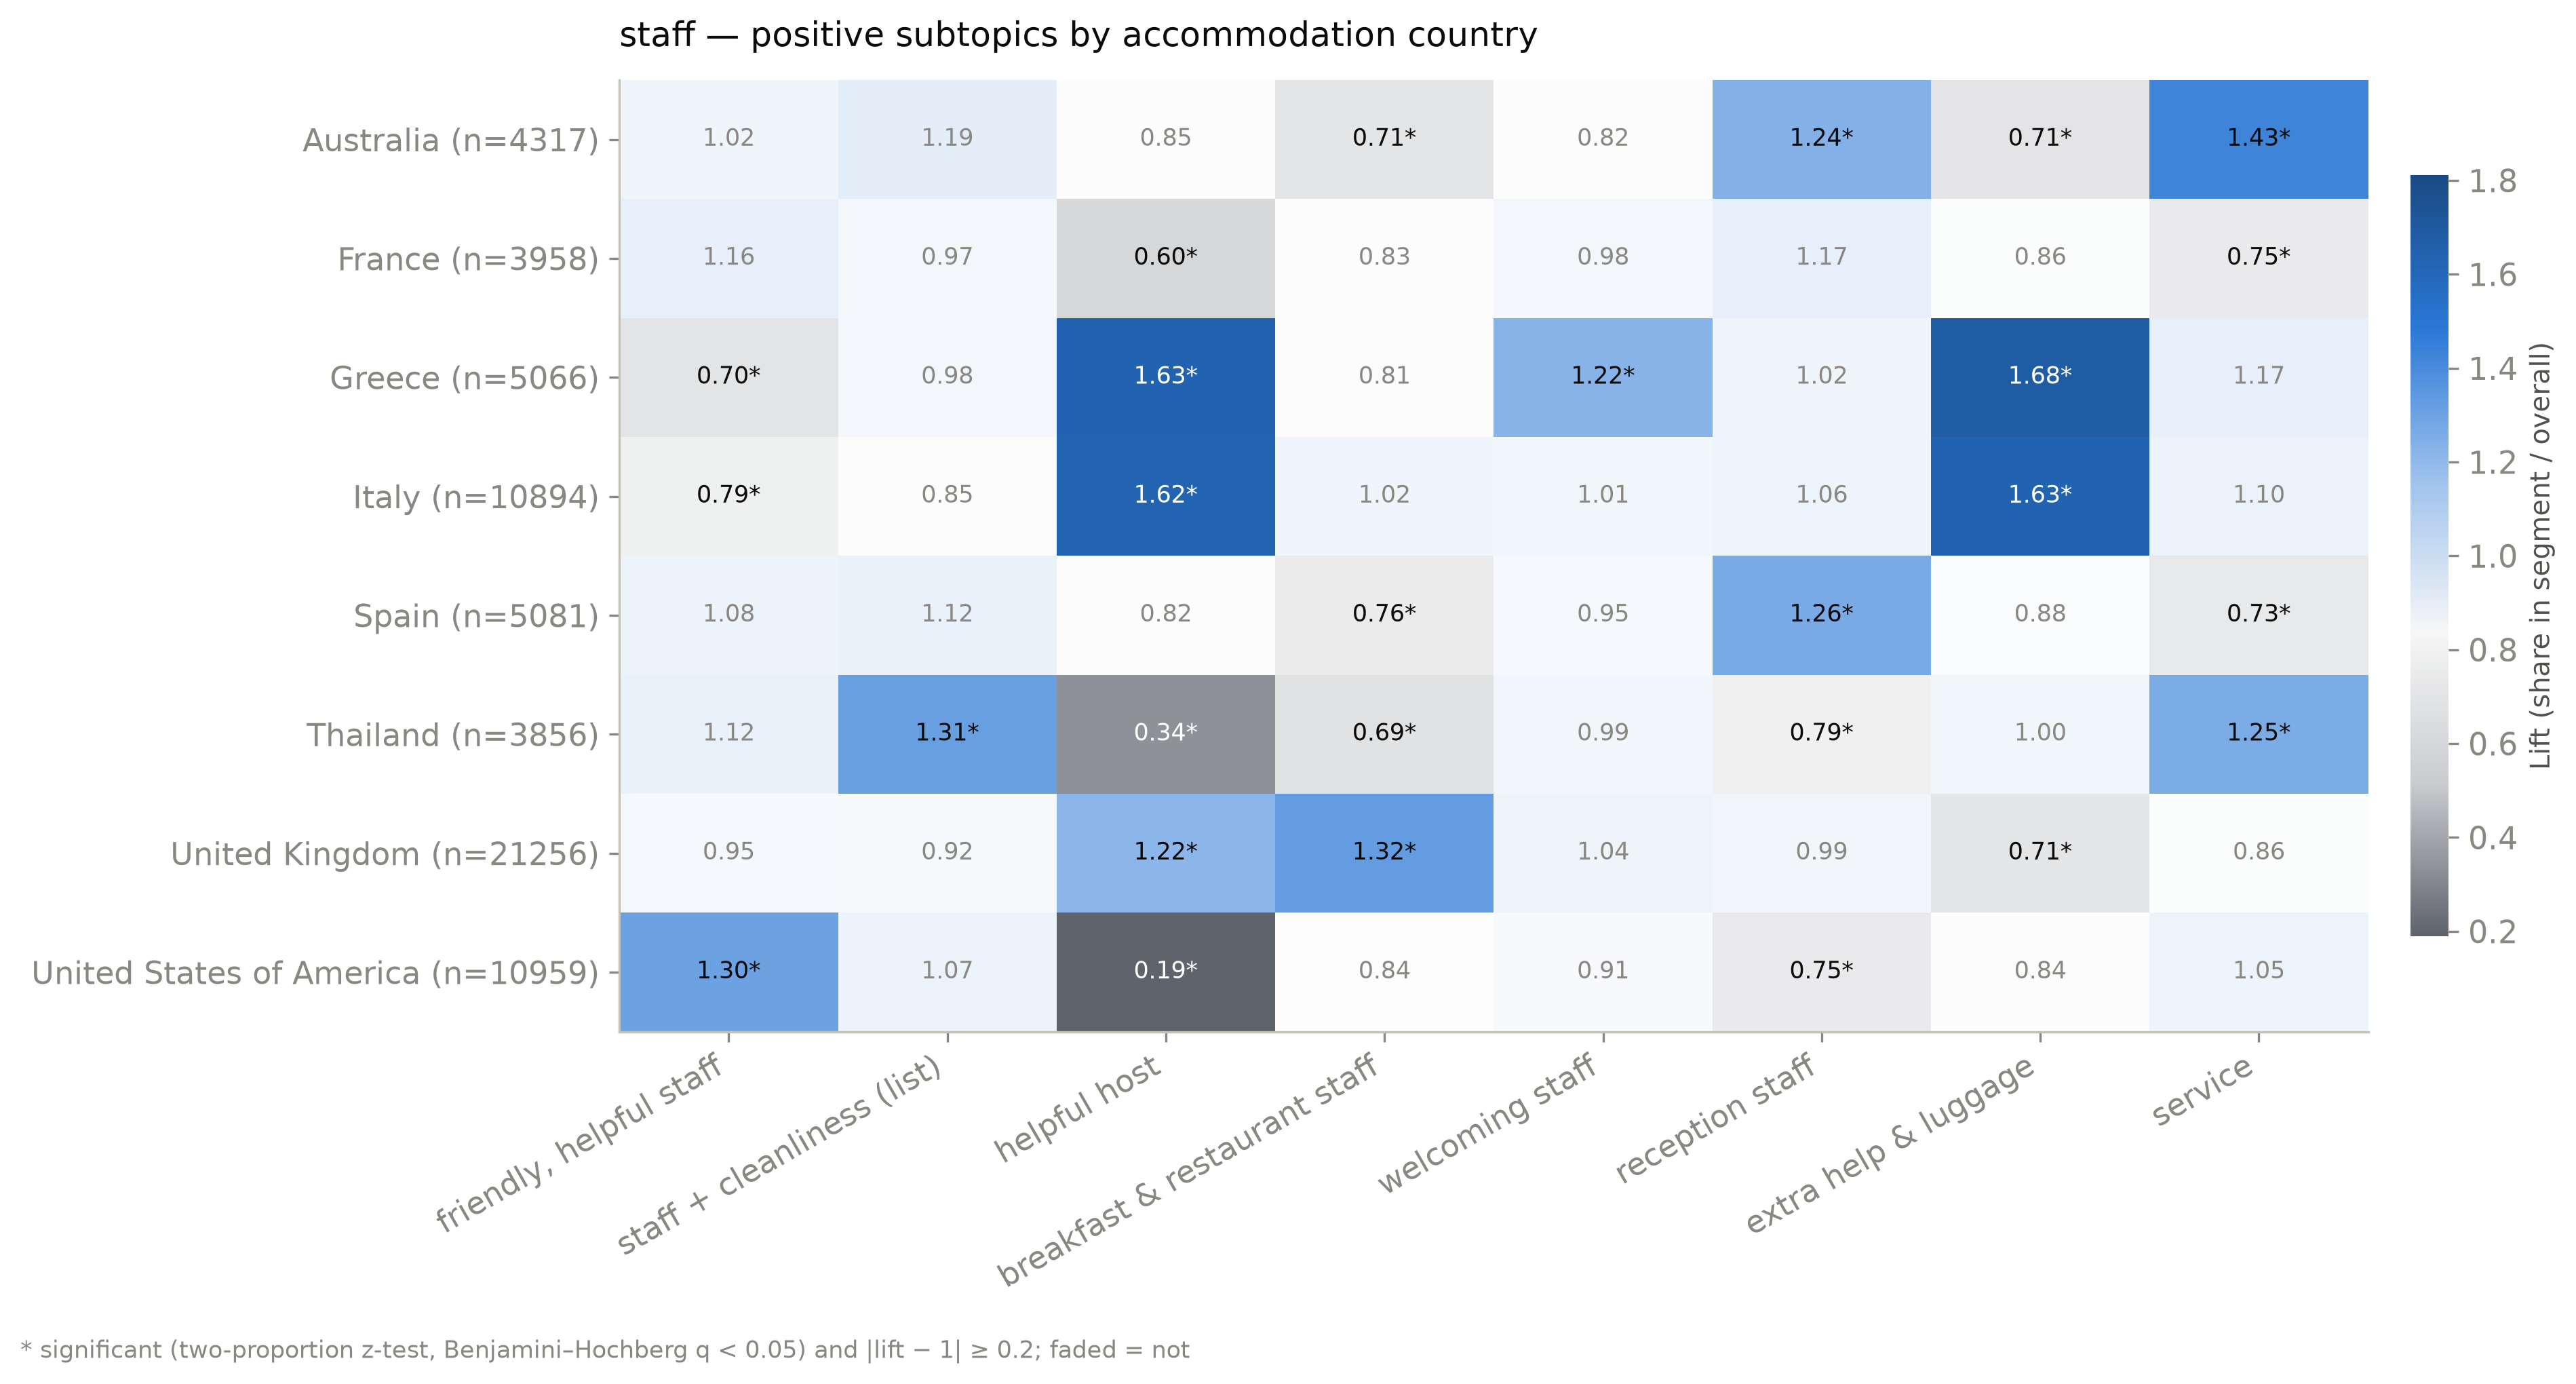 staff — positive subtopics by accommodation country
Australia (n=4317) 1.02 1.19 0.85 0.71* 0.82 1.24* 0.71* 1.43*
France (n=3958) 1.16 0.97 0.60* 0.83 0.98 1.17 0.86 0.75*
Greece (n=5066) 0.70* 0.98 1.63* 0.81 1.22* 1.02 1.68* 1.17
Italy (n=10894) 0.79* 0.85 1.62* 1.02 1.01 1.06 1.63* 1.10
Spain (n=5081) 1.08 1.12 0.82 0.76* 0.95 1.26* 0.88 0.73*
Thailand (n=3856) 1.12 1.31* 0.34* 0.69* 0.99 0.79* 1.00 1.25*
United Kingdom (n=21256) 0.95 0.92 1.22* 1.32* 1.04 0.99 0.71* 0.86
United States of America (n=10959) 1.30* 1.07 0.19* 0.84 0.91 0.75* 0.84 1.05
friendly, helpful staff
staff + cleanliness (list)
helpful host
breakfast & restaurant staff
welcoming staff
reception staff
extra help & luggage
service
1.8
1.6
1.4
1.2
1.0
0.8
0.6
0.4
0.2
Lift (share in segment / overall)
* significant (two-proportion z-test, Benjamini–Hochberg q < 0.05) and |lift − 1| ≥ 0.2; faded = not